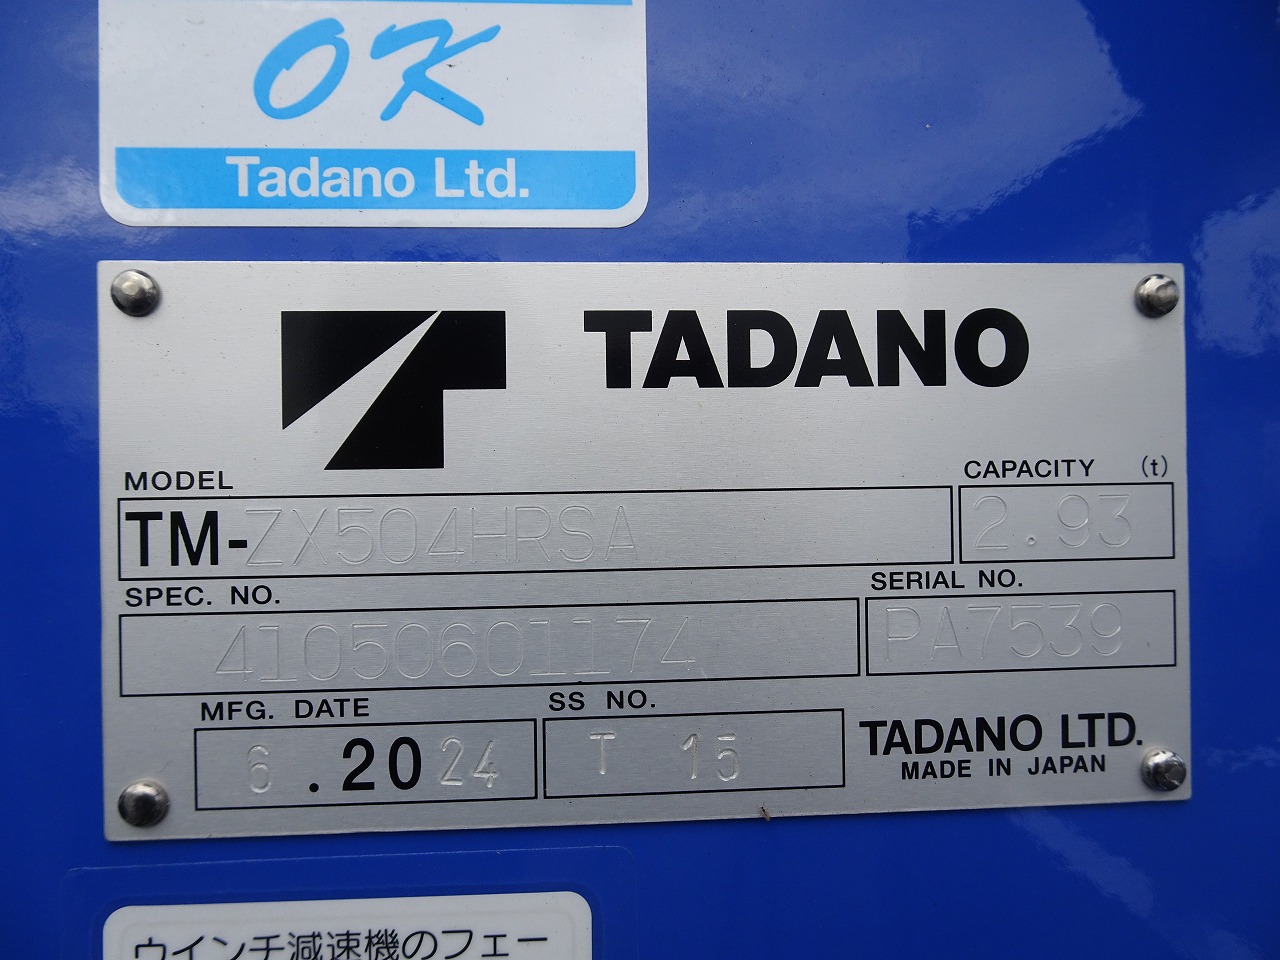 OK
Tadano Ltd.
TADANO
MODEL
CAPACITY (t)
TM-ZX504HRSA
2.93
SPEC. NO.
SERIAL NO.
41050601174
PA7539
MFG. DATE
SS NO.
6 .2024
T 15
TADANO LTD.
MADE IN JAPAN
ウインチ減速機のフェー